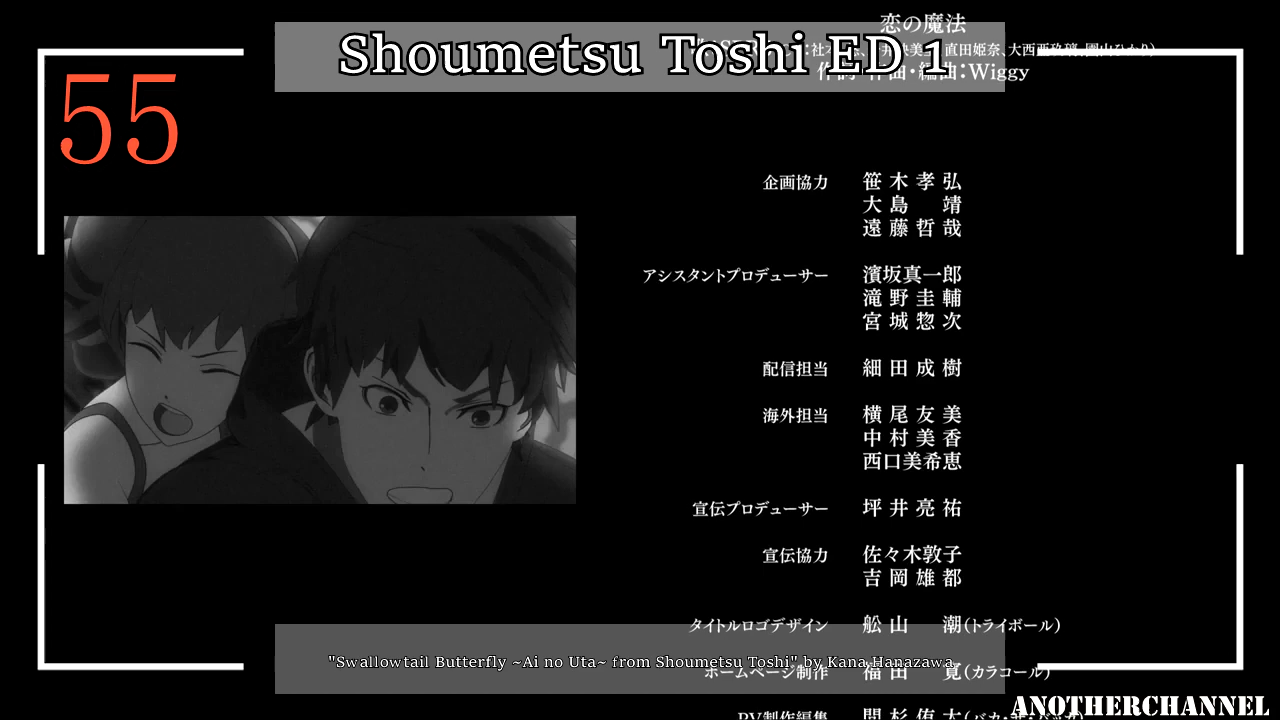 恋の魔法
Shoumetsu Toshi ED 1
作詞・作曲・編曲:Wiggy
55
企画協力 笹木孝弘
大島 靖
遠藤哲哉
アシスタントプロデューサー 濱坂真一郎
滝野圭輔
宮城惣次
配信担当 細田成樹
海外担当 横尾友美
中村美香
西口美希恵
宣伝プロデューサー 坪井亮祐
宣伝協力 佐々木敦子
吉岡雄都
タイトルロゴデザイン 舩山 潮(トライボール)
"Swallowtail Butterfly ~Ai no Uta~ from Shoumetsu Toshi" by Kana Hanazawa
ホームページ制作 福田 寛(カラコール)
PV制作編集
ANOTHERCHANNEL